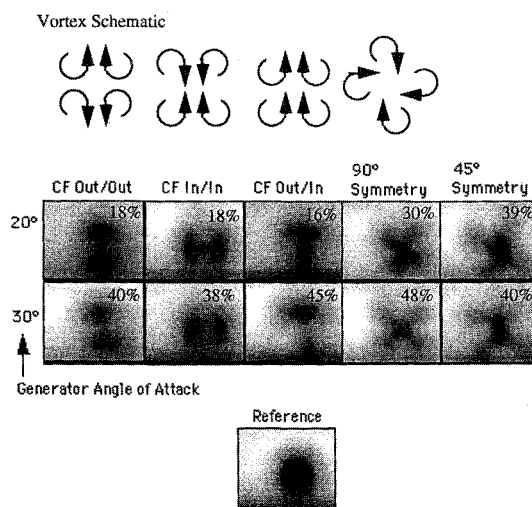 Vortex Schematic
90° 45°
CF Out/Out CF In/In CF Out/In Symmetry Symmetry
20° 18% 18% 16% 30% 39%
30° 40% 38% 45% 48% 40%
Generator Angle of Attack
Reference